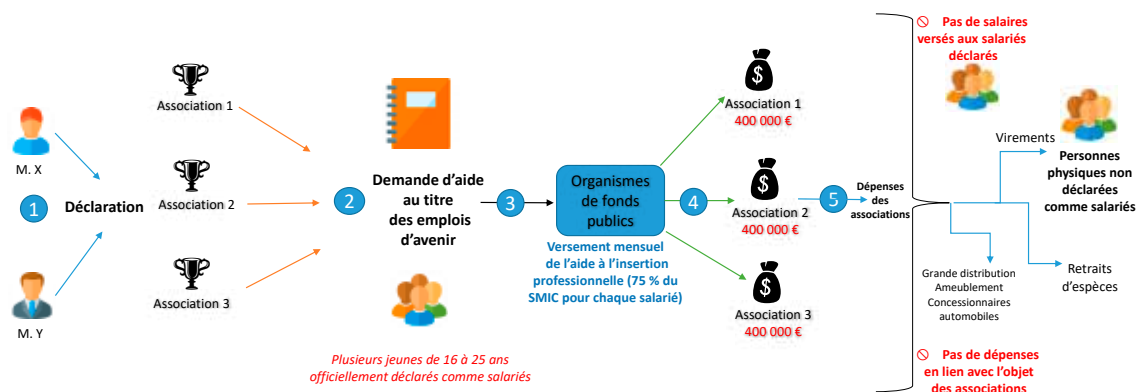 M. X
1
Déclaration
M. Y
Association 1
Association 2
Association 3
2
Demande d'aide
au titre
des emplois
d'avenir
Plusieurs jeunes de 16 à 25 ans
officiellement déclarés comme salariés
3
Organismes
de fonds
publics
Versement mensuel
de l'aide à l'insertion
professionnelle (75 % du
SMIC pour chaque salarié)
4
$
Association 1
400 000 €
$
Association 2
400 000 €
$
Association 3
400 000 €
5
Dépenses
des
associations
Pas de salaires
versés aux salariés
déclarés
Virements
Personnes
physiques non
déclarées
comme salariés
Grande distribution
Ameublement
Concessionnaires
automobiles
Retraits
d'espèces
Pas de dépenses
en lien avec l'objet
des associations